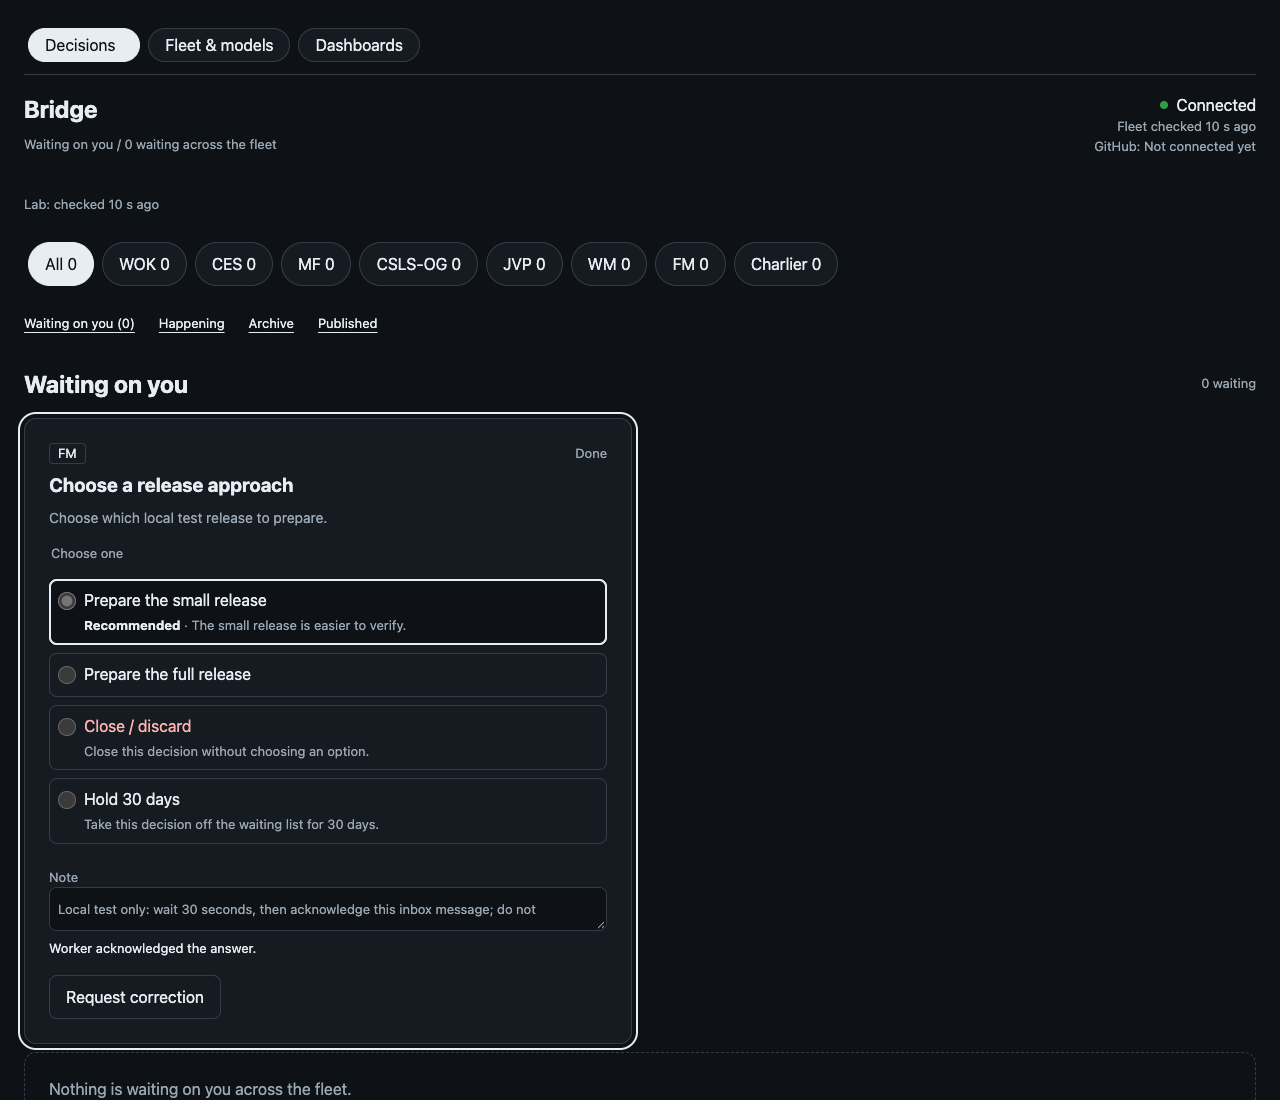 Decisions
Fleet & models
Dashboards
Bridge
Connected
Fleet checked 10 s ago
Waiting on you / 0 waiting across the fleet
GitHub: Not connected yet
Lab: checked 10 s ago
All 0
WOK 0
CES 0
MF 0
CSLS-OG 0
JVP 0
WM 0
FM 0
Charlier 0
Waiting on you (0)
Happening
Archive
Published
Waiting on you
0 waiting
FM
Done
Choose a release approach
Choose which local test release to prepare.
Choose one
Prepare the small release
Recommended · The small release is easier to verify.
Prepare the full release
Close / discard
Close this decision without choosing an option.
Hold 30 days
Take this decision off the waiting list for 30 days.
Note
Local test only: wait 30 seconds, then acknowledge this inbox message; do not
Worker acknowledged the answer.
Request correction
Nothing is waiting on you across the fleet.